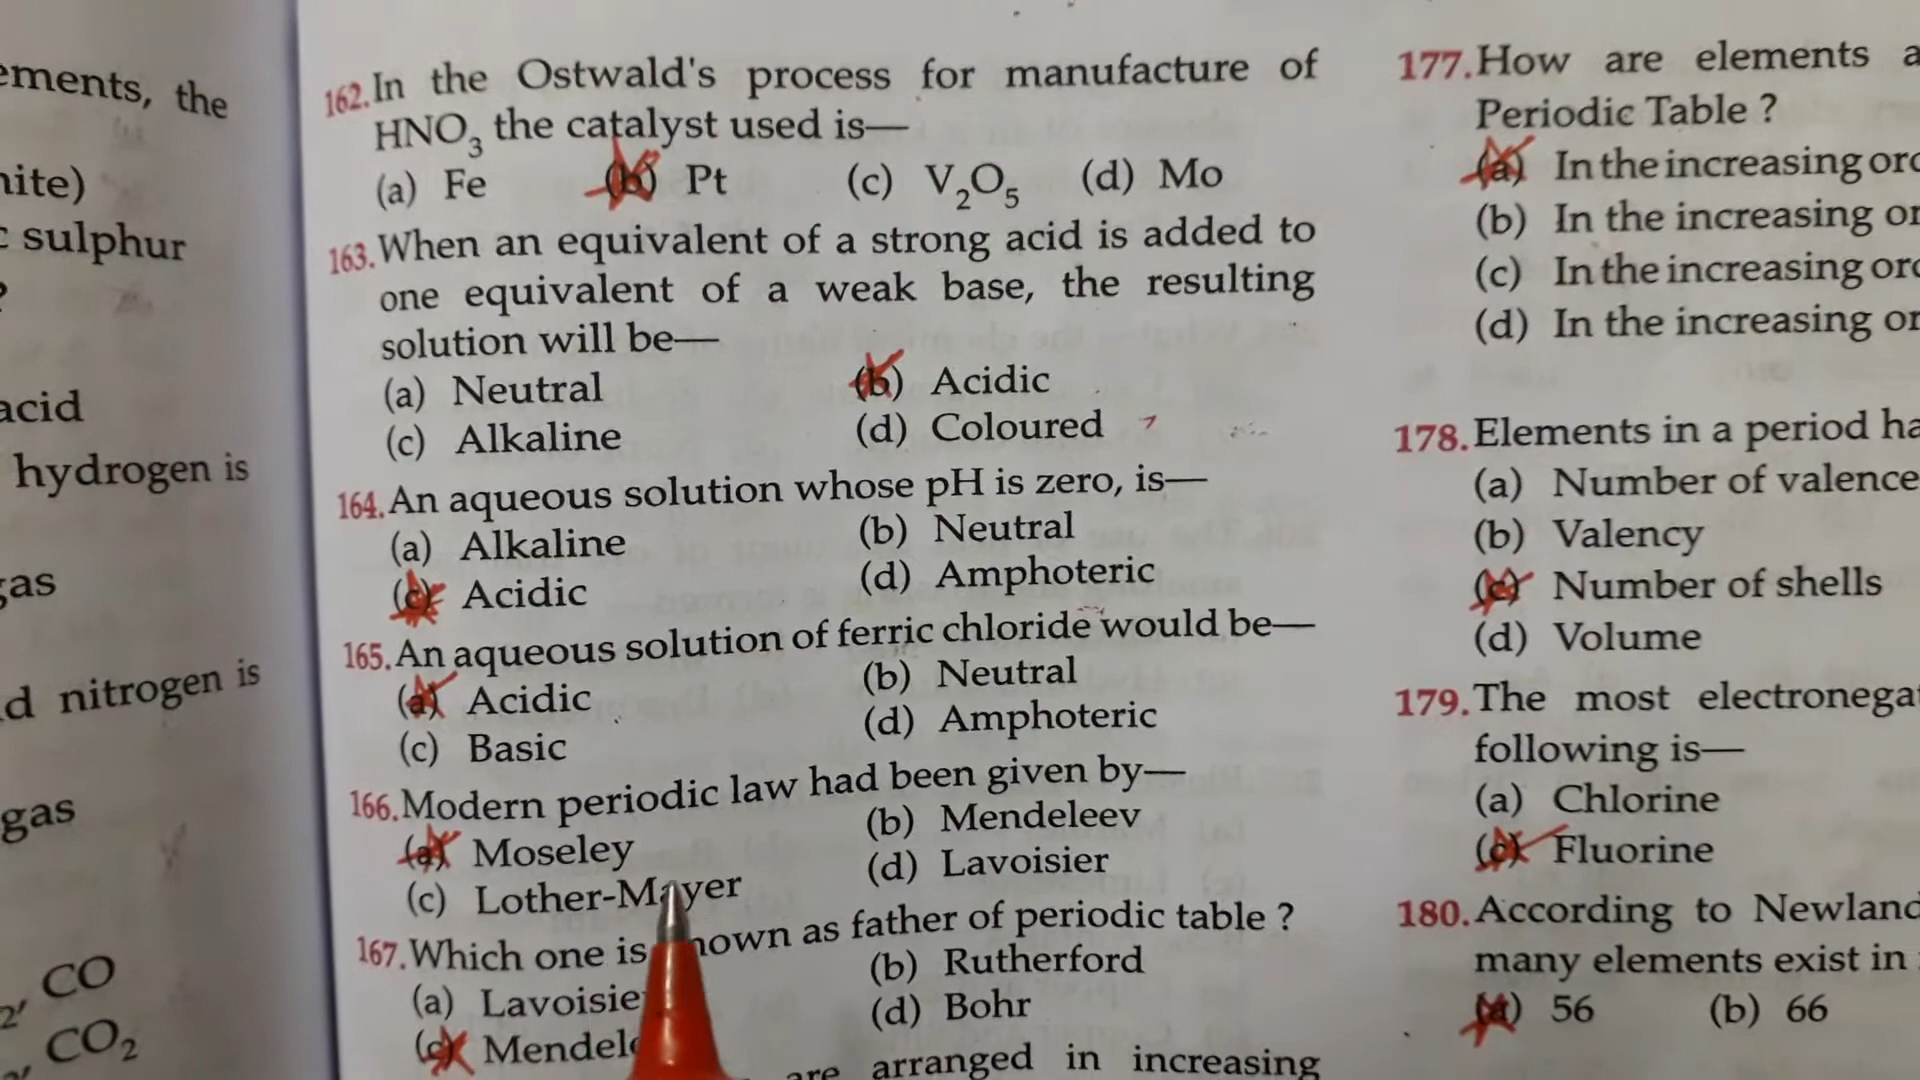 ements, the
nite)
sulphur
?
acid
hydrogen is
gas
d nitrogen is
gas
CO
CO₂
162. In the Ostwald's process for manufacture of
HNO₃ the catalyst used is—
(a) Fe (b) Pt (c) V₂O₅ (d) Mo
163. When an equivalent of a strong acid is added to
one equivalent of a weak base, the resulting
solution will be—
(a) Neutral (b) Acidic
(c) Alkaline (d) Coloured
164. An aqueous solution whose pH is zero, is—
(a) Alkaline (b) Neutral
(c) Acidic (d) Amphoteric
165. An aqueous solution of ferric chloride would be—
(a) Acidic (b) Neutral
(c) Basic (d) Amphoteric
166. Modern periodic law had been given by—
(a) Moseley (b) Mendeleev
(c) Lother-Mayer (d) Lavoisier
167. Which one is nown as father of periodic table ?
(a) Lavoisie (b) Rutherford
(c) Mendel (d) Bohr
are arranged in increasing
177. How are elements a
Periodic Table ?
(a) In the increasing ord
(b) In the increasing or
(c) In the increasing ord
(d) In the increasing or
178. Elements in a period ha
(a) Number of valence
(b) Valency
(c) Number of shells
(d) Volume
179. The most electronegat
following is—
(a) Chlorine
(c) Fluorine
180. According to Newland
many elements exist in
(a) 56 (b) 66